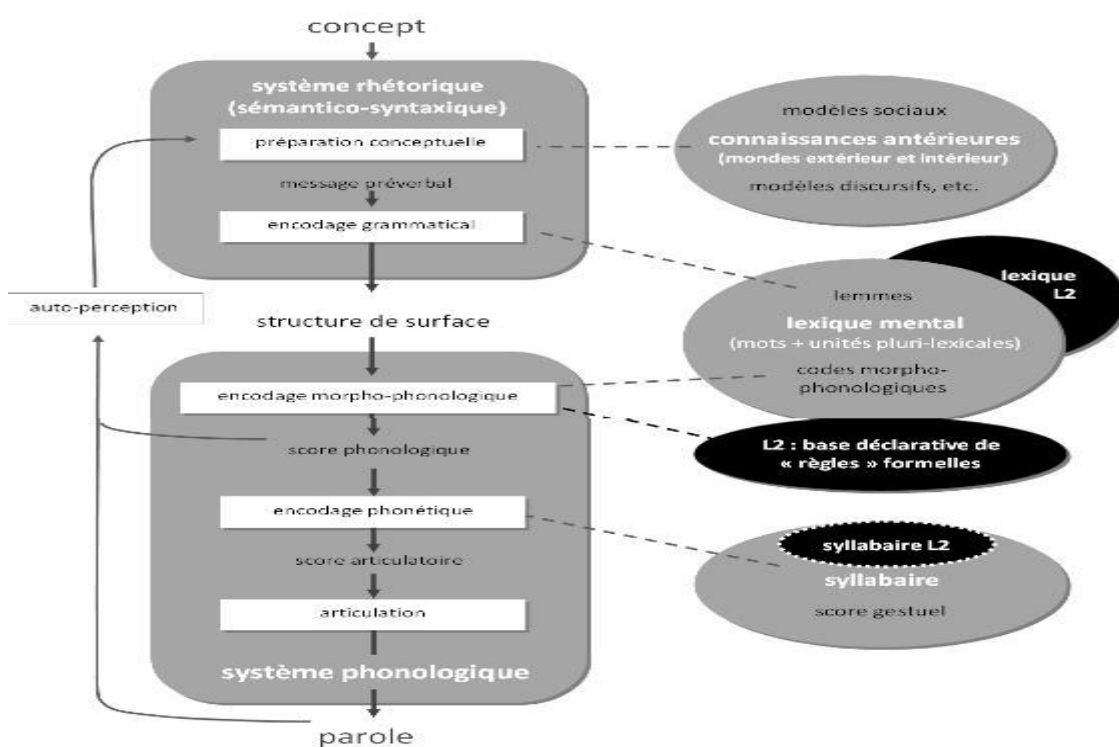 concept
système rhétorique
(sémantico-syntaxique)
préparation conceptuelle
message préverbal
encodage grammatical
auto-perception
structure de surface
encodage morpho-phonologique
score phonologique
encodage phonétique
score articulatoire
articulation
système phonologique
parole
modèles sociaux
connaissances antérieures
(mondes extérieur et intérieur)
modèles discursifs, etc.
lexique
L2
lemmes
lexique mental
(mots + unités pluri-lexicales)
codes morpho-
phonologiques
L2 : base déclarative de
« règles » formelles
syllabaire L2
syllabaire
score gestuel